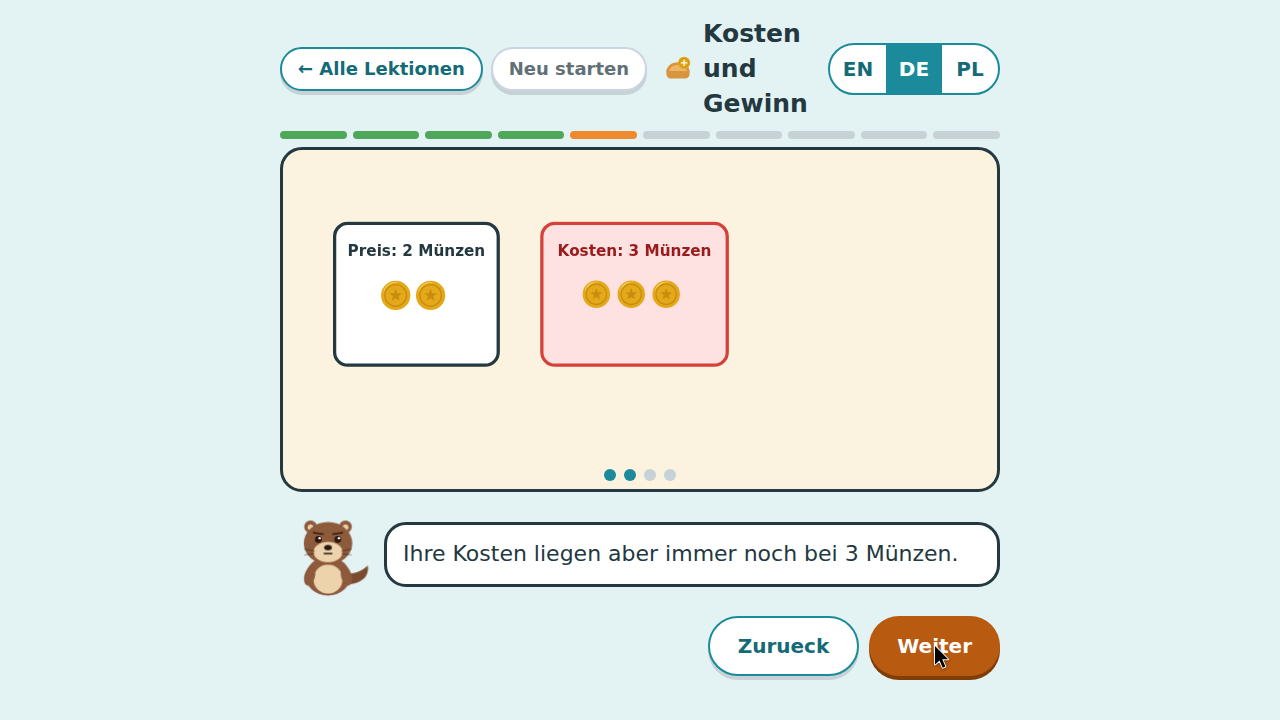 ← Alle Lektionen
Neu starten
Kosten
und
Gewinn
EN DE PL
Preis: 2 Münzen
Kosten: 3 Münzen
Ihre Kosten liegen aber immer noch bei 3 Münzen.
Zurueck
Weiter